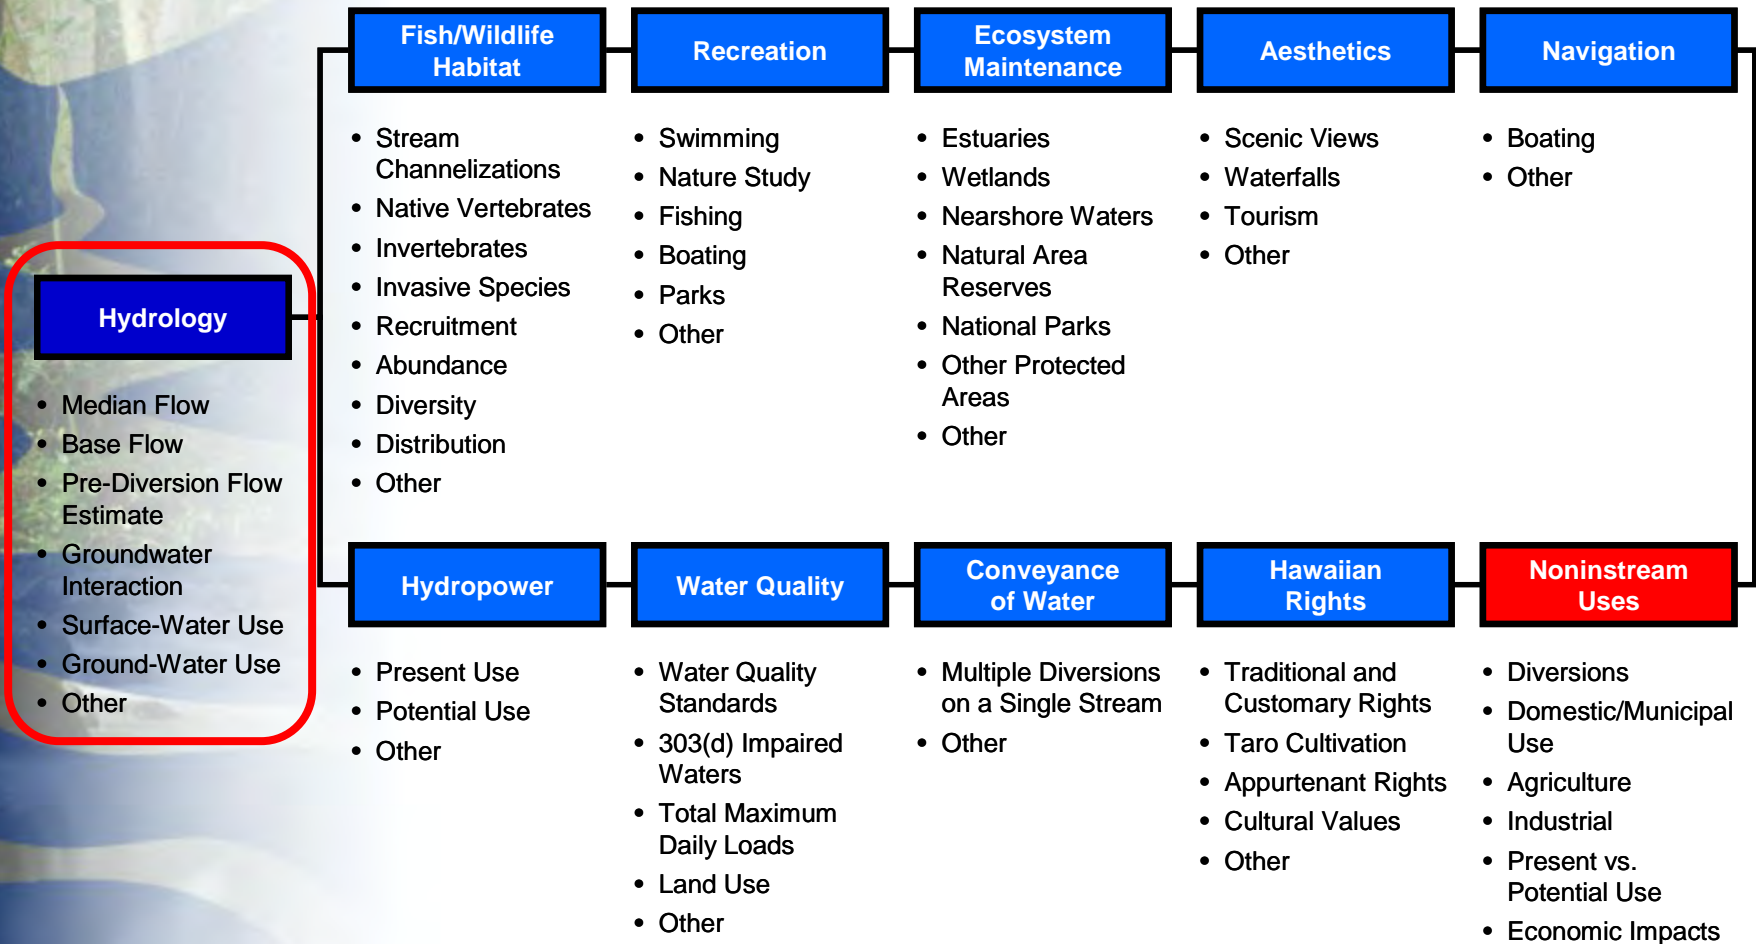 Fish/Wildlife
Habitat
Recreation
Ecosystem
Maintenance
Aesthetics
Navigation
• Stream
Channelizations
• Native Vertebrates
• Invertebrates
• Invasive Species
• Recruitment
• Abundance
• Diversity
• Distribution
• Other
• Swimming
• Nature Study
• Fishing
• Boating
• Parks
• Other
• Estuaries
• Wetlands
• Nearshore Waters
• Natural Area
Reserves
• National Parks
• Other Protected
Areas
• Other
• Scenic Views
• Waterfalls
• Tourism
• Other
• Boating
• Other
Hydrology
• Median Flow
• Base Flow
• Pre-Diversion Flow
Estimate
• Groundwater
Interaction
• Surface-Water Use
• Ground-Water Use
• Other
Hydropower
Water Quality
Conveyance
of Water
Hawaiian
Rights
Noninstream
Uses
• Present Use
• Potential Use
• Other
• Water Quality
Standards
• 303(d) Impaired
Waters
• Total Maximum
Daily Loads
• Land Use
• Other
• Multiple Diversions
on a Single Stream
• Other
• Traditional and
Customary Rights
• Taro Cultivation
• Appurtenant Rights
• Cultural Values
• Other
• Diversions
• Domestic/Municipal
Use
• Agriculture
• Industrial
• Present vs.
Potential Use
• Economic Impacts